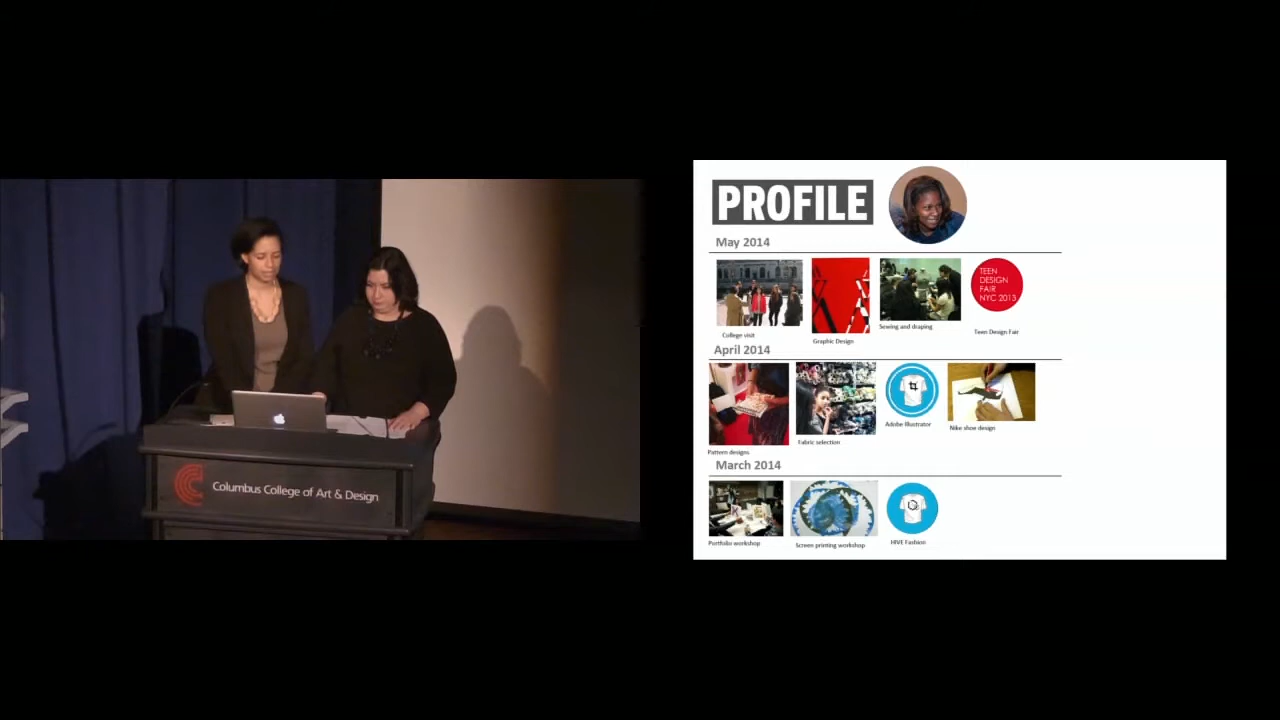 Columbus College of Art & Design
PROFILE
May 2014
College visit
Graphic Design
Sewing and draping
TEEN
DESIGN
FAIR
NYC 2013
Teen Design Fair
April 2014
Pattern designs
Fabric selection
Adobe Illustrator
Nike shoe design
March 2014
Portfolio workshop
Screen printing workshop
HIVE Fashion